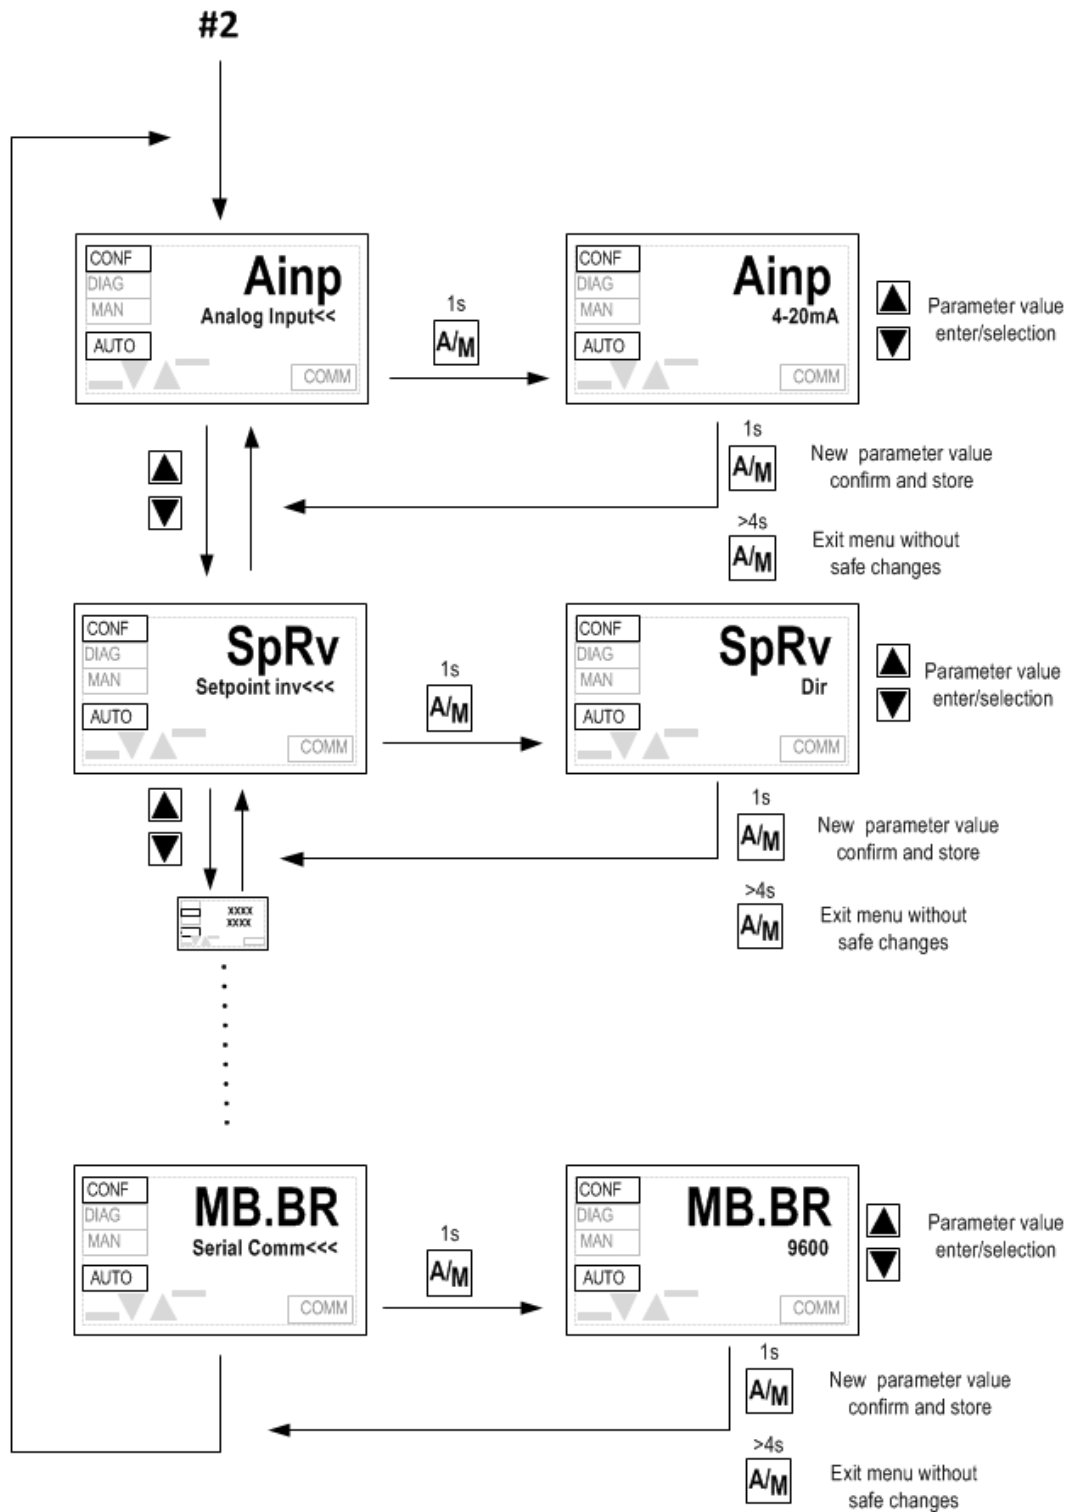 #2
CONF
DIAG
MAN
AUTO
Ainp
Analog Input<<
COMM
1s
A/M
CONF
DIAG
MAN
AUTO
Ainp
4-20mA
COMM
Parameter value
enter/selection
1s
A/M
New parameter value
confirm and store
>4s
A/M
Exit menu without
safe changes
CONF
DIAG
MAN
AUTO
SpRv
Setpoint inv<<<
COMM
1s
A/M
CONF
DIAG
MAN
AUTO
SpRv
Dir
COMM
Parameter value
enter/selection
1s
A/M
New parameter value
confirm and store
>4s
A/M
Exit menu without
safe changes
xxxx
xxxx
CONF
DIAG
MAN
AUTO
MB.BR
Serial Comm<<<
COMM
1s
A/M
CONF
DIAG
MAN
AUTO
MB.BR
9600
COMM
Parameter value
enter/selection
1s
A/M
New parameter value
confirm and store
>4s
A/M
Exit menu without
safe changes